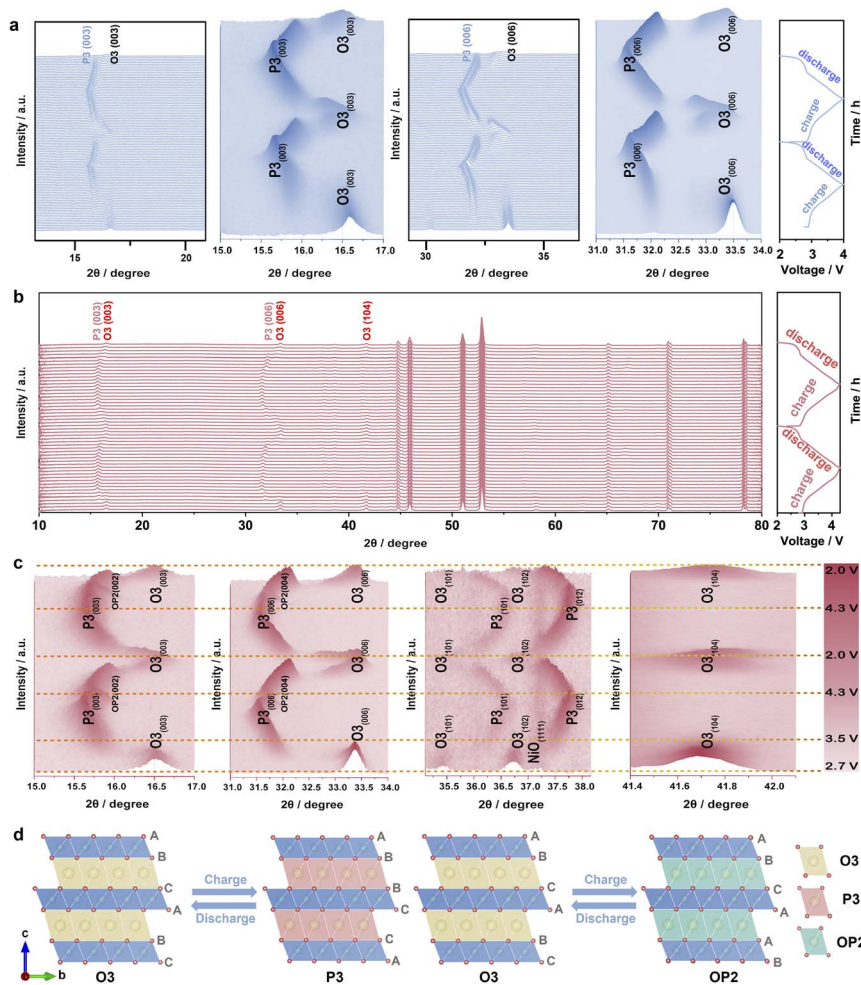 a
P3 (003)
O3 (003)
Intensity / a.u.
15
20
2θ / degree
P3(003)
O3(003)
P3(003)
O3(003)
O3(003)
Intensity / a.u.
15.0
15.5
16.0
16.5
17.0
2θ / degree
P3 (006)
O3 (006)
Intensity / a.u.
30
35
2θ / degree
P3(006)
O3(006)
P3(006)
O3(006)
O3(006)
Intensity / a.u.
31.0
31.5
32.0
32.5
33.0
33.5
34.0
2θ / degree
discharge
charge
discharge
charge
Time / h
2
3
4
Voltage / V
b
P3 (003)
O3 (003)
P3 (006)
O3 (006)
O3 (104)
Intensity / a.u.
10
20
30
40
50
60
70
80
2θ / degree
discharge
charge
discharge
charge
Time / h
2
3
4
Voltage / V
c
P3(003)
OP2(002)
O3(003)
P3(003)
OP2(002)
O3(003)
O3(003)
Intensity / a.u.
15.0
15.5
16.0
16.5
17.0
2θ / degree
P3(006)
OP2(004)
O3(006)
P3(006)
OP2(004)
O3(006)
O3(006)
Intensity / a.u.
31.0
31.5
32.0
32.5
33.0
33.5
34.0
2θ / degree
O3(101)
P3(101)
O3(102)
P3(012)
O3(101)
P3(101)
O3(102)
P3(012)
O3(101)
O3(102)
NiO(1111)
Intensity / a.u.
35.5
36.0
36.5
37.0
37.5
38.0
2θ / degree
O3(104)
O3(104)
O3(104)
Intensity / a.u.
41.4
41.6
41.8
42.0
2θ / degree
2.0 V
4.3 V
2.0 V
4.3 V
3.5 V
2.7 V
d
A
B
C
A
B
C
O3
Charge
Discharge
A
B
B
C
C
A
P3
A
B
C
A
B
C
O3
Charge
Discharge
A
B
B
A
A
B
OP2
O3
P3
OP2
c
b